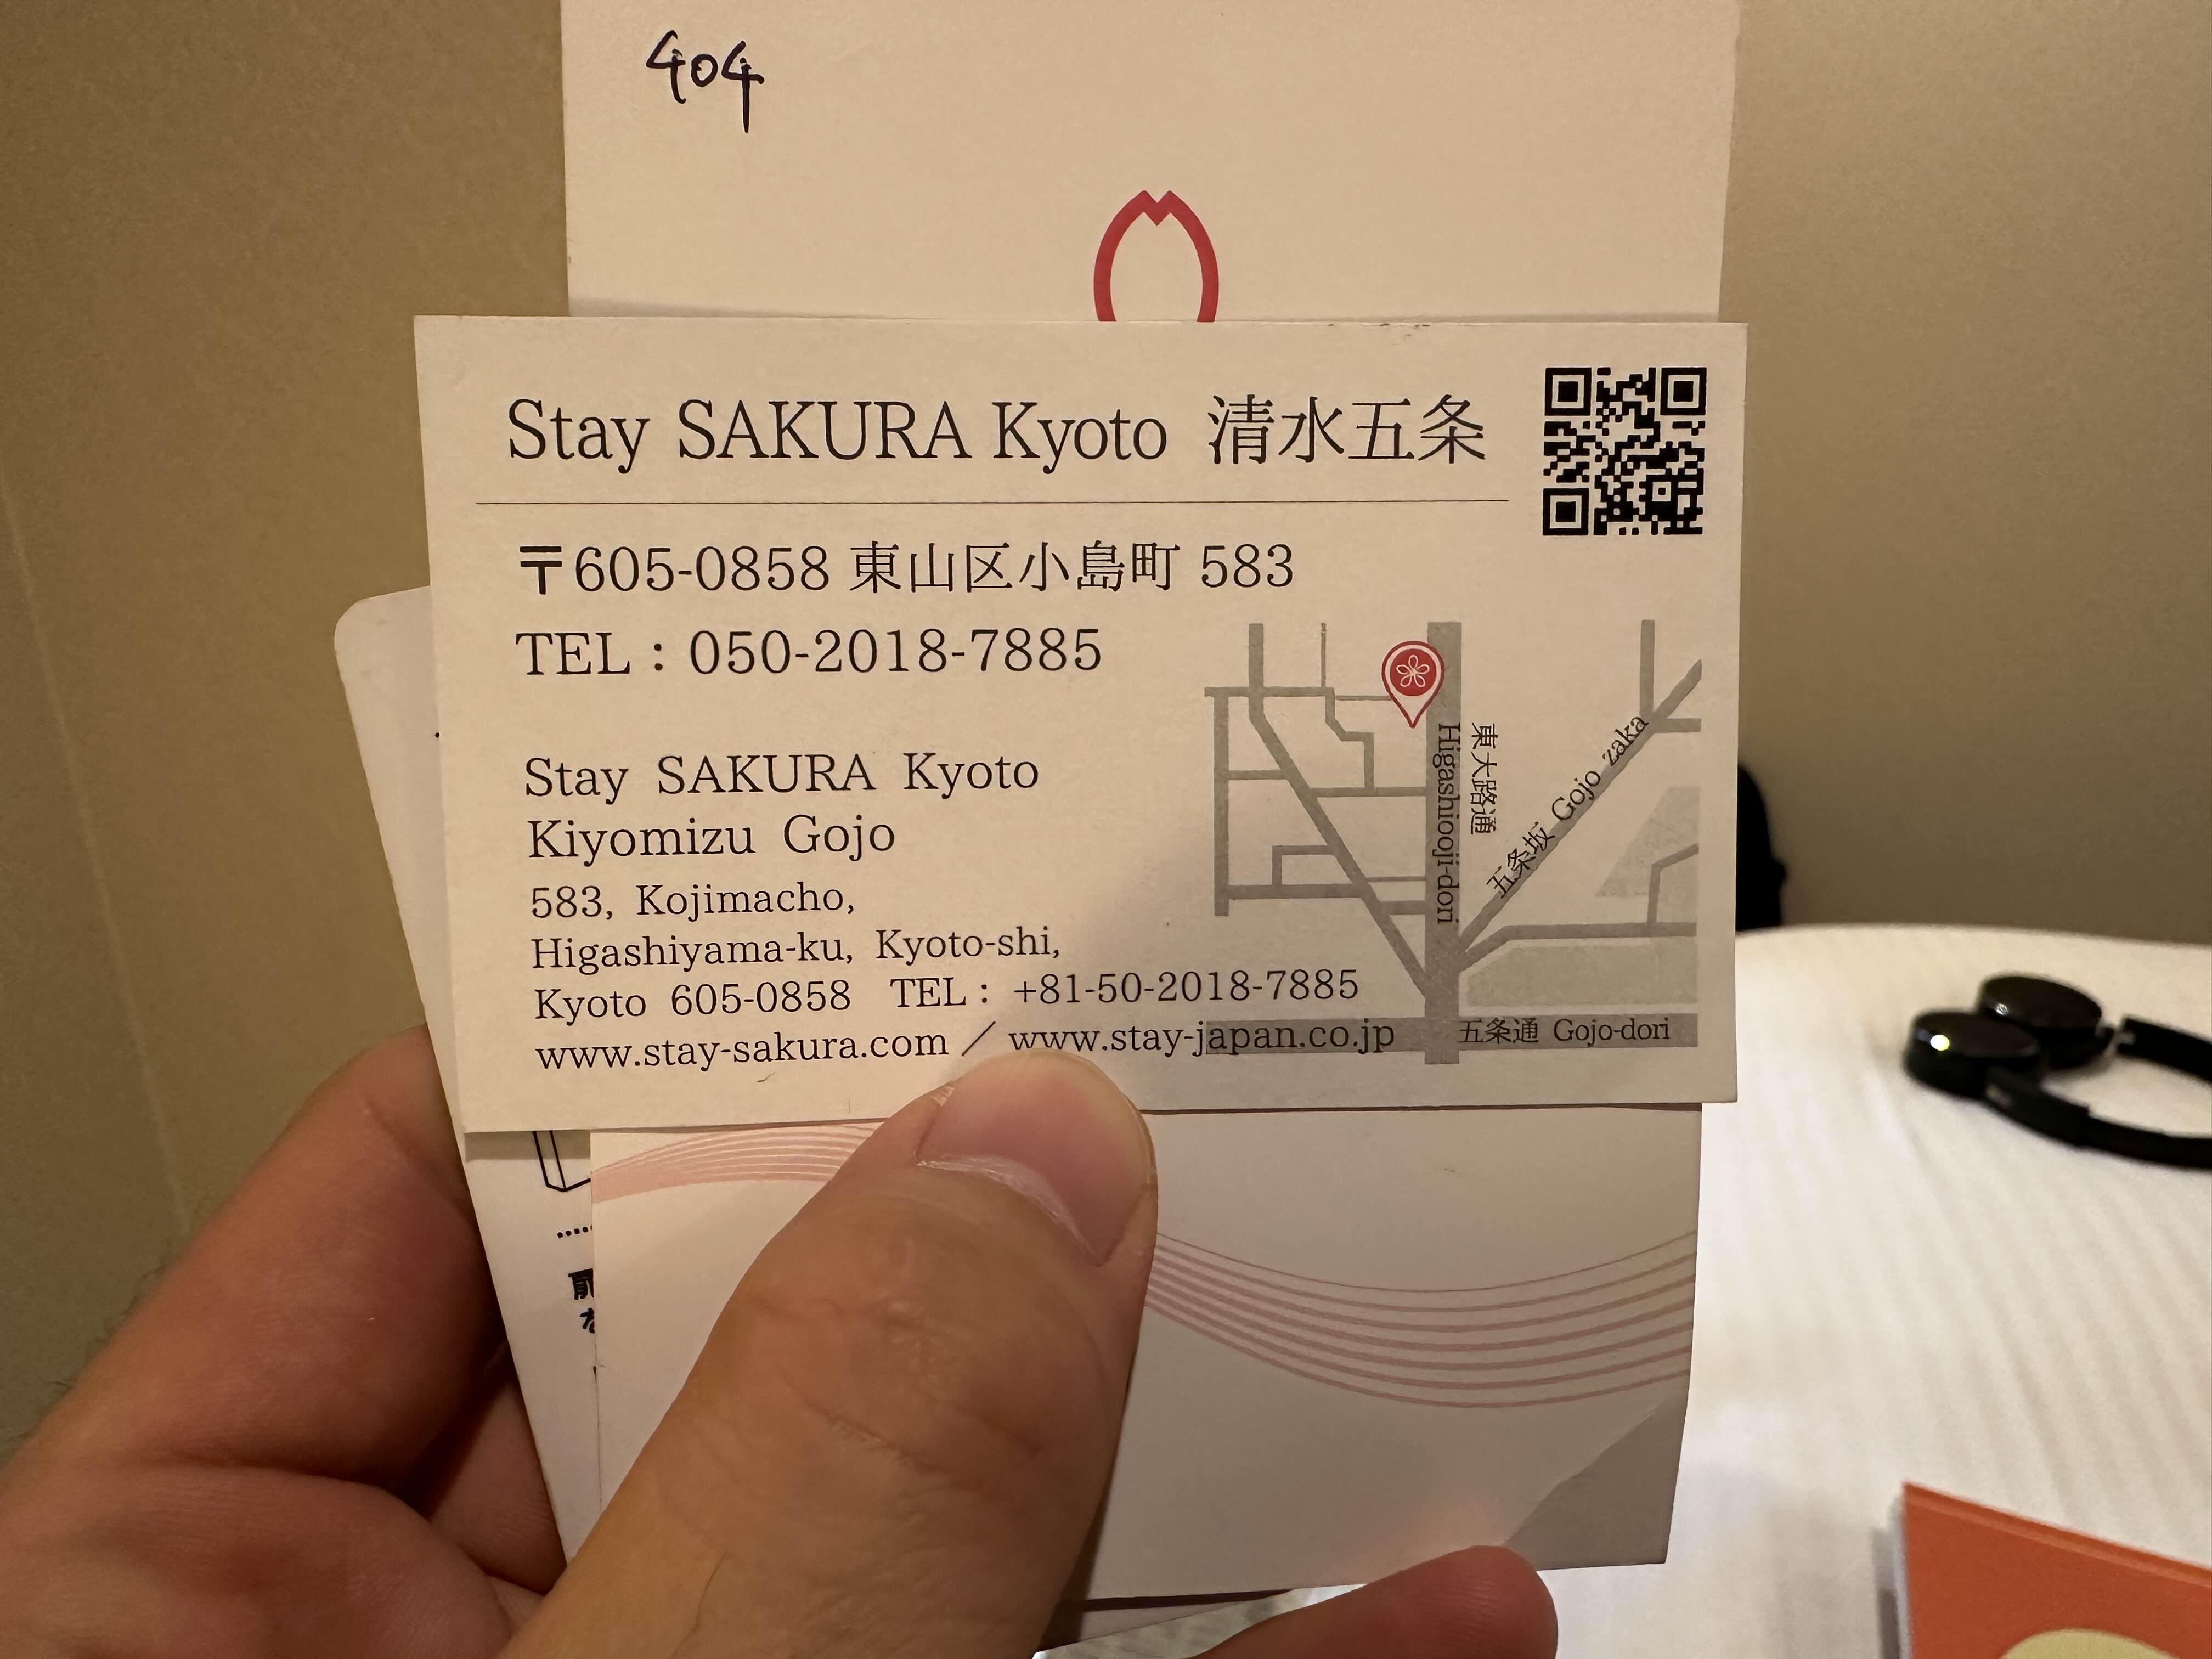 404
Stay SAKURA Kyoto 清水五条
〒605-0858 東山区小島町 583
TEL : 050-2018-7885
Stay SAKURA Kyoto
Kiyomizu Gojo
583, Kojimacho,
Higashiyama-ku, Kyoto-shi,
Kyoto 605-0858 TEL : +81-50-2018-7885
www.stay-sakura.com ／ www.stay-japan.co.jp
東大路通
Higashiooji-dori
五条坂 Gojo zaka
五条通 Gojo-dori